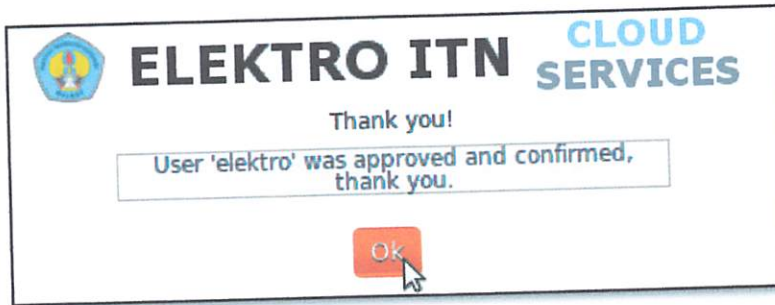 ELEKTRO ITN
CLOUD
SERVICES
Thank you!
User 'elektro' was approved and confirmed,
thank you.
Ok